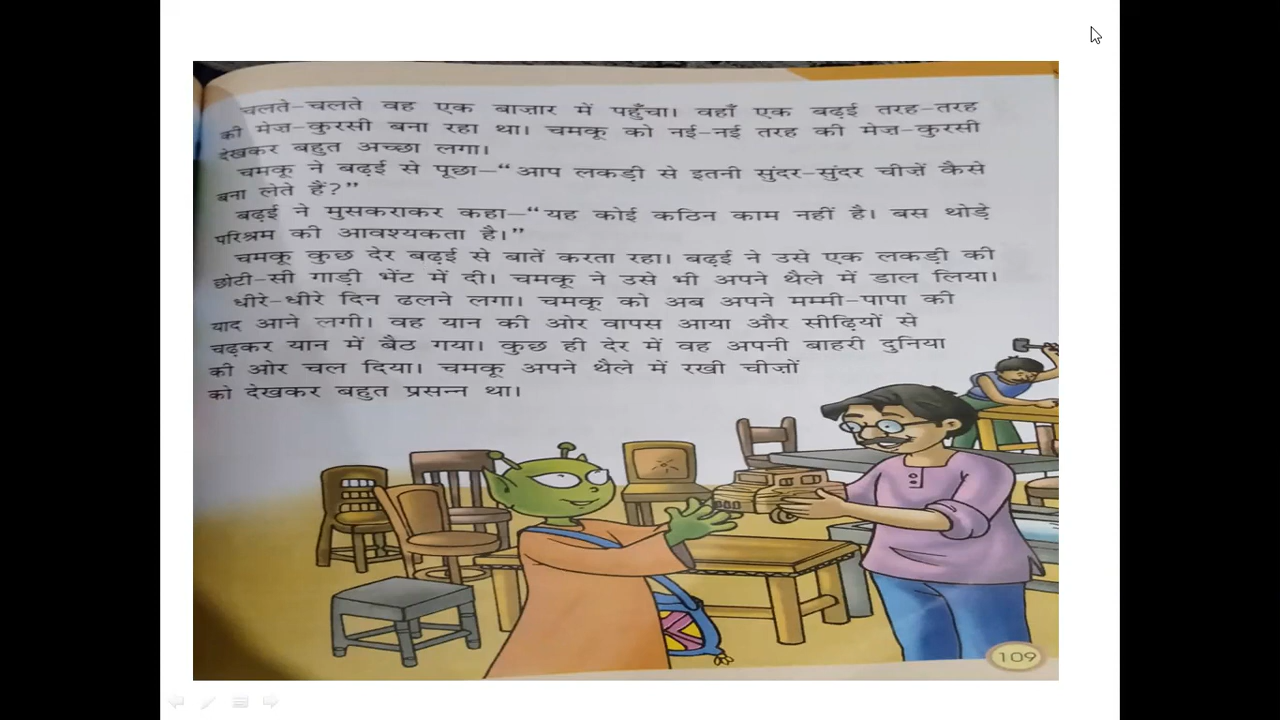 चलते-चलते वह एक बाज़ार में पहुँचा। वहाँ एक बढ़ई तरह-तरह
की मेज़-कुरसी बना रहा था। चमकू को नई-नई तरह की मेज़-कुरसी
देखकर बहुत अच्छा लगा।
चमकू ने बढ़ई से पूछा—“आप लकड़ी से इतनी सुंदर-सुंदर चीज़ें कैसे
बना लेते हैं?”
बढ़ई ने मुसकराकर कहा—“यह कोई कठिन काम नहीं है। बस थोड़े
परिश्रम की आवश्यकता है।”
चमकू कुछ देर बढ़ई से बातें करता रहा। बढ़ई ने उसे एक लकड़ी की
छोटी-सी गाड़ी भेंट में दी। चमकू ने उसे भी अपने थैले में डाल लिया।
धीरे-धीरे दिन ढलने लगा। चमकू को अब अपने मम्मी-पापा की
याद आने लगी। वह यान की ओर वापस आया और सीढ़ियों से
चढ़कर यान में बैठ गया। कुछ ही देर में वह अपनी बाहरी दुनिया
की ओर चल दिया। चमकू अपने थैले में रखी चीज़ों
को देखकर बहुत प्रसन्न था।
109